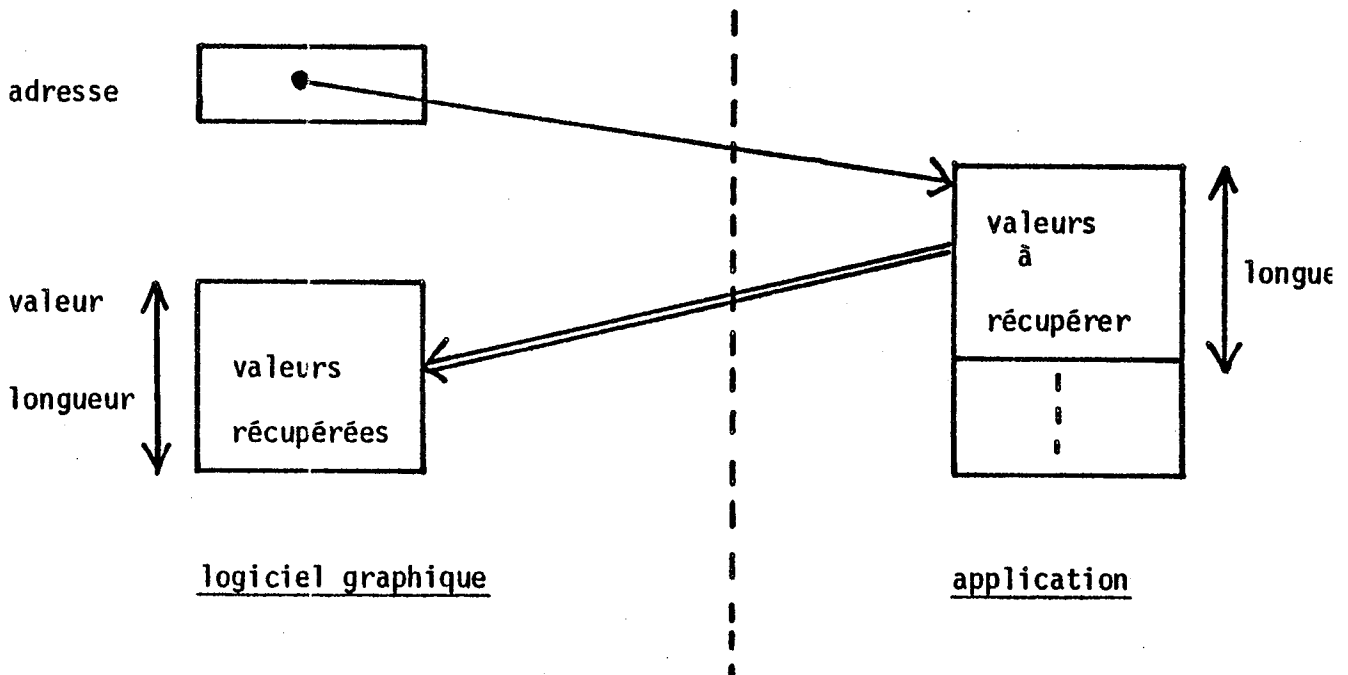 adresse
valeurs
à
récupérer
longue
valeur
longueur
valeurs
récupérées
logiciel graphique
application